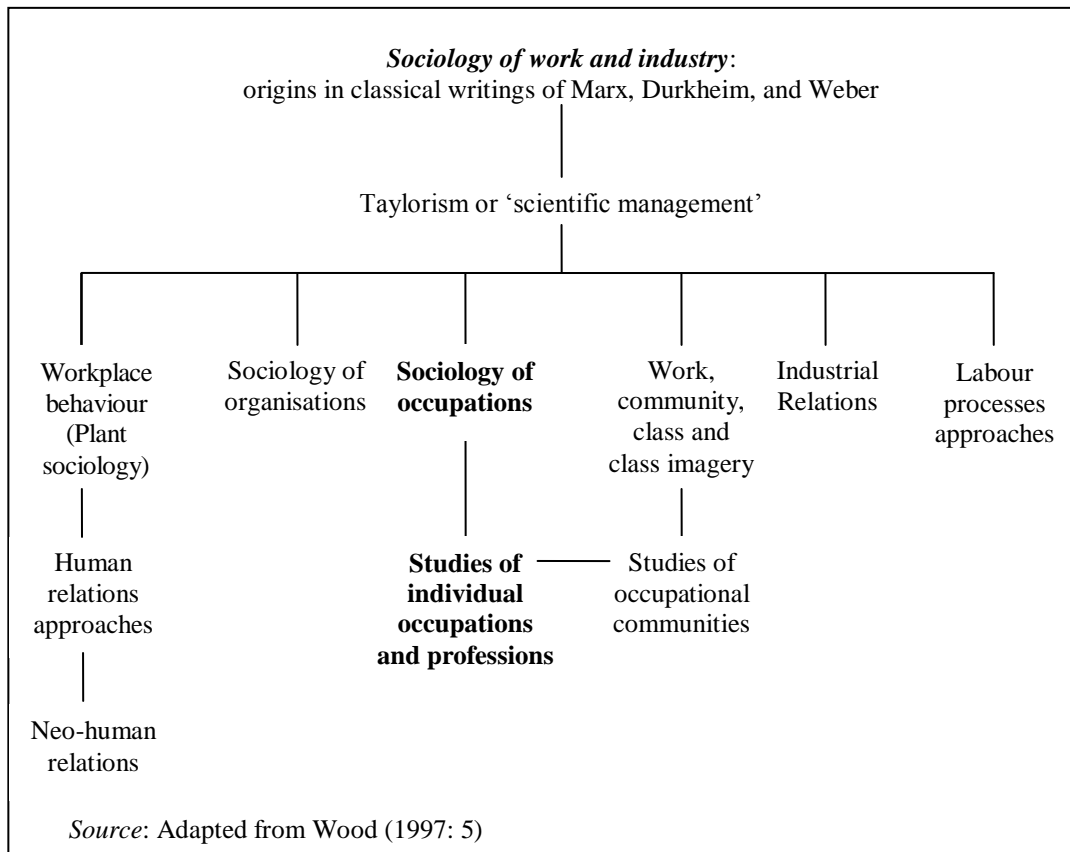 Sociology of work and industry:
origins in classical writings of Marx, Durkheim, and Weber
Taylorism or ‘scientific management’
Workplace
behaviour
(Plant
sociology)
Sociology of
organisations
Sociology of
occupations
Work,
community,
class and
class imagery
Industrial
Relations
Labour
processes
approaches
Human
relations
approaches
Studies of
individual
occupations
and professions
Studies of
occupational
communities
Neo-human
relations
Source: Adapted from Wood (1997: 5)